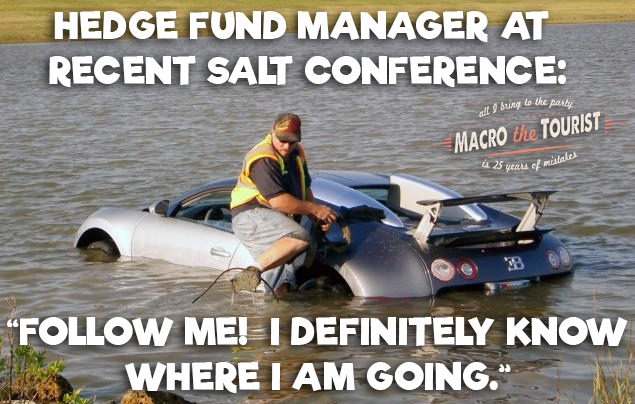 HEDGE FUND MANAGER AT
RECENT SALT CONFERENCE:
all I bring to the party
MACRO the TOURIST
is 25 years of mistakes
EB
“FOLLOW ME!  I DEFINITELY KNOW
WHERE I AM GOING.”